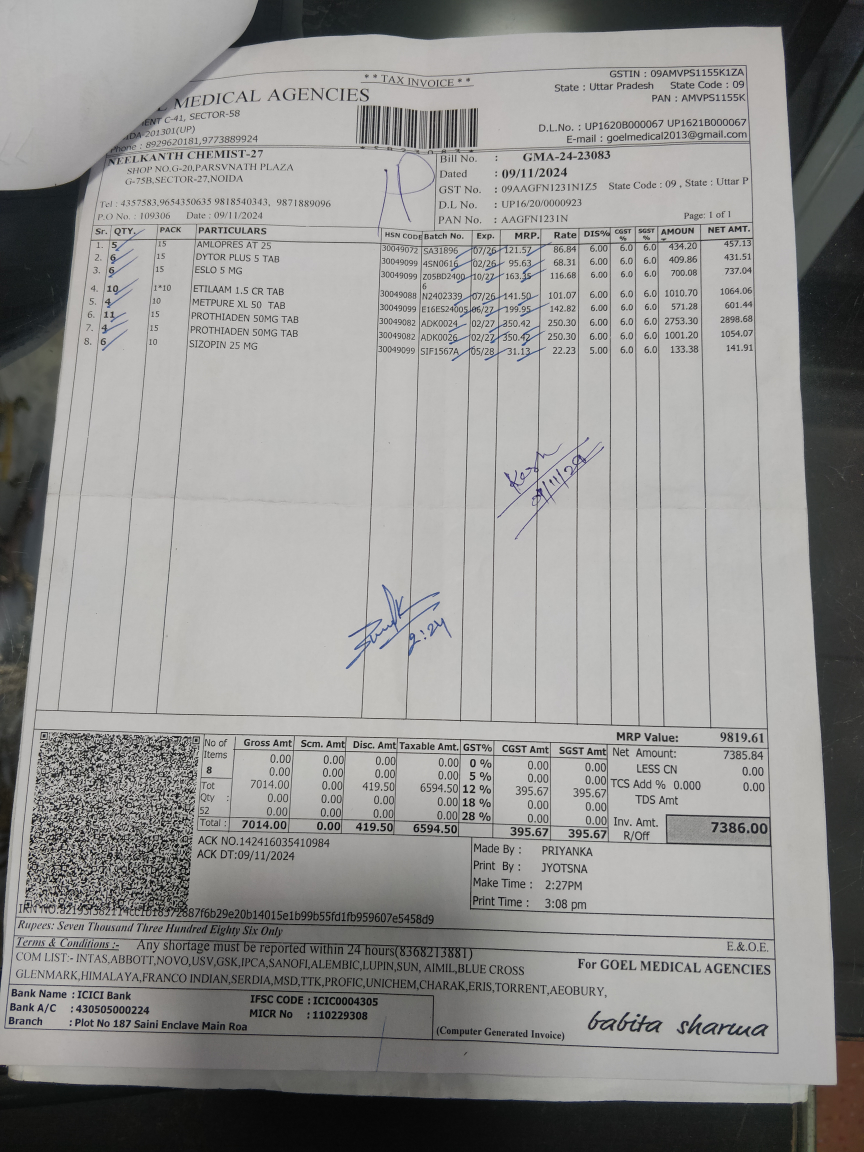 ** TAX INVOICE **
GSTIN : 09AMVPS1155K1ZA
State : Uttar Pradesh State Code : 09
PAN : AMVPS1155K
MEDICAL AGENCIES
C-41, SECTOR-58
201301(UP)
Phone : 8929620181,9773889924
D.L.No. : UP1620B000067 UP1621B000067
E-mail : goelmedical2013@gmail.com
NEELKANTH CHEMIST-27
SHOP NO.G-20,PARSVNATH PLAZA
G-75B,SECTOR-27,NOIDA
Tel : 4357583,9654350635 9818540343, 9871889096
P.O No. : 109306 Date : 09/11/2024
Bill No. : GMA-24-23083
Dated : 09/11/2024
GST No. : 09AAGFN1231N1Z5 State Code : 09 , State : Uttar P
D.L No. : UP16/20/0000923
PAN No. : AAGFN1231N Page: 1 of 1
Sr. QTY. PACK PARTICULARS HSN CODE Batch No. Exp. MRP. Rate DIS% CGST % SGST % AMOUN NET AMT.
1. 5 15 AMLOPRES AT 25 30049072 SA31896 07/26 121.57 86.84 6.00 6.0 6.0 434.20 457.13
2. 6 15 DYTOR PLUS 5 TAB 30049099 4SN0616 02/26 95.63 68.31 6.00 6.0 6.0 409.86 431.51
3. 6 15 ESLO 5 MG 30049099 Z05BD2400 10/27 163.35 116.68 6.00 6.0 6.0 700.08 737.04
6
4. 10 1*10 ETILAAM 1.5 CR TAB 30049088 N2402339 07/26 141.50 101.07 6.00 6.0 6.0 1010.70 1064.06
5. 4 10 METPURE XL 50 TAB 30049099 E16ES24005 06/27 199.95 142.82 6.00 6.0 6.0 571.28 601.44
6. 11 15 PROTHIADEN 50MG TAB 30049082 ADK0024 02/27 350.42 250.30 6.00 6.0 6.0 2753.30 2898.68
7. 4 15 PROTHIADEN 50MG TAB 30049082 ADK0026 02/27 350.42 250.30 6.00 6.0 6.0 1001.20 1054.07
8. 6 10 SIZOPIN 25 MG 30049099 SIF1567A 05/28 31.13 22.23 5.00 6.0 6.0 133.38 141.91
2:24
No of Items 8
Tot Qty : 52
Gross Amt Scm. Amt Disc. Amt Taxable Amt. GST% CGST Amt SGST Amt
0.00 0.00 0.00 0.00 0 % 0.00 0.00
0.00 0.00 0.00 0.00 5 % 0.00 0.00
7014.00 0.00 419.50 6594.50 12 % 395.67 395.67
0.00 0.00 0.00 0.00 18 % 0.00 0.00
0.00 0.00 0.00 0.00 28 % 0.00 0.00
Total : 7014.00 0.00 419.50 6594.50 395.67 395.67
MRP Value: 9819.61
Net Amount: 7385.84
LESS CN 0.00
TCS Add % 0.000 0.00
TDS Amt
Inv. Amt. R/Off 7386.00
ACK NO.142416035410984
ACK DT:09/11/2024
Made By : PRIYANKA
Print By : JYOTSNA
Make Time : 2:27PM
Print Time : 3:08 pm
Rupees: Seven Thousand Three Hundred Eighty Six Only
E.&.O.E.
Terms & Conditions :- Any shortage must be reported within 24 hours(8368213881)
COM LIST:- INTAS,ABBOTT,NOVO,USV,GSK,IPCA,SANOFI,ALEMBIC,LUPIN,SUN, AIMIL,BLUE CROSS
GLENMARK,HIMALAYA,FRANCO INDIAN,SERDIA,MSD,TTK,PROFIC,UNICHEM,CHARAK,ERIS,TORRENT,AEOBURY,
For GOEL MEDICAL AGENCIES
Bank Name : ICICI Bank IFSC CODE : ICIC0004305
Bank A/C : 430505000224 MICR No : 110229308
Branch : Plot No 187 Saini Enclave Main Roa
(Computer Generated Invoice)
babita sharma